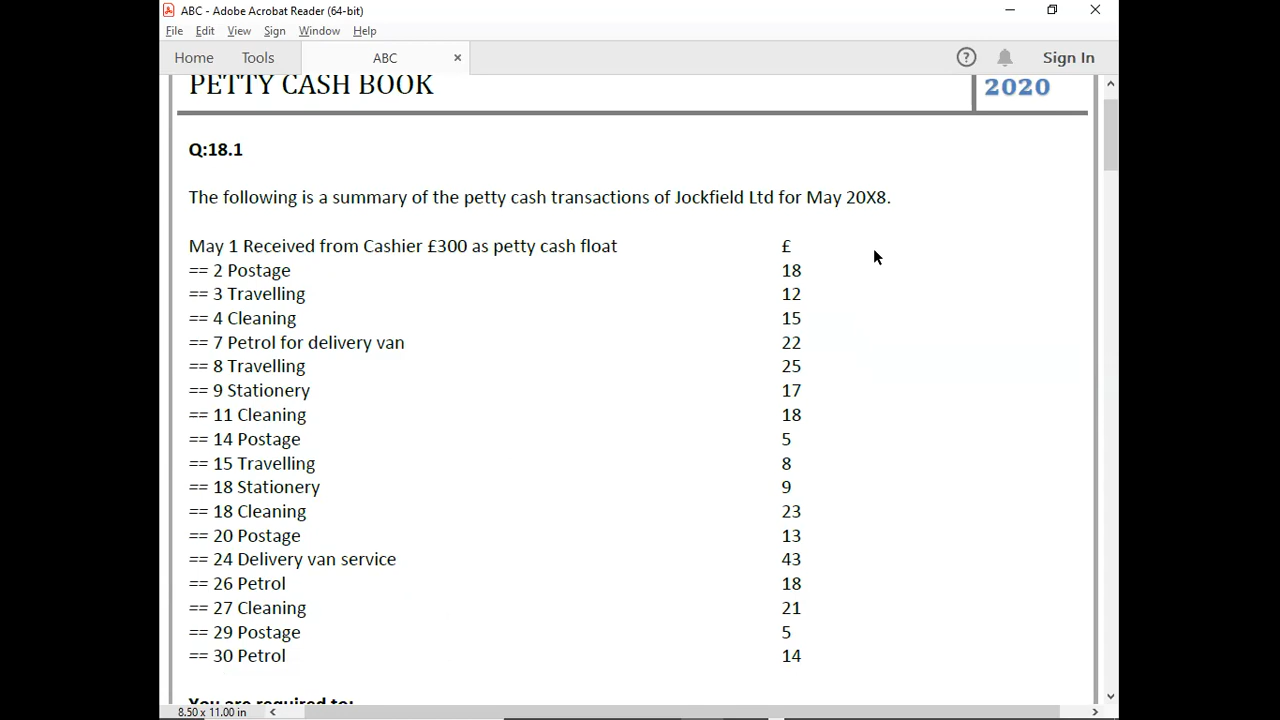 ABC - Adobe Acrobat Reader (64-bit)
File Edit View Sign Window Help
Home Tools ABC × ? Sign In
PETTY CASH BOOK 2020
Q:18.1
The following is a summary of the petty cash transactions of Jockfield Ltd for May 20X8.
May 1 Received from Cashier £300 as petty cash float £
== 2 Postage 18
== 3 Travelling 12
== 4 Cleaning 15
== 7 Petrol for delivery van 22
== 8 Travelling 25
== 9 Stationery 17
== 11 Cleaning 18
== 14 Postage 5
== 15 Travelling 8
== 18 Stationery 9
== 18 Cleaning 23
== 20 Postage 13
== 24 Delivery van service 43
== 26 Petrol 18
== 27 Cleaning 21
== 29 Postage 5
== 30 Petrol 14
You are required to:
8.50 x 11.00 in